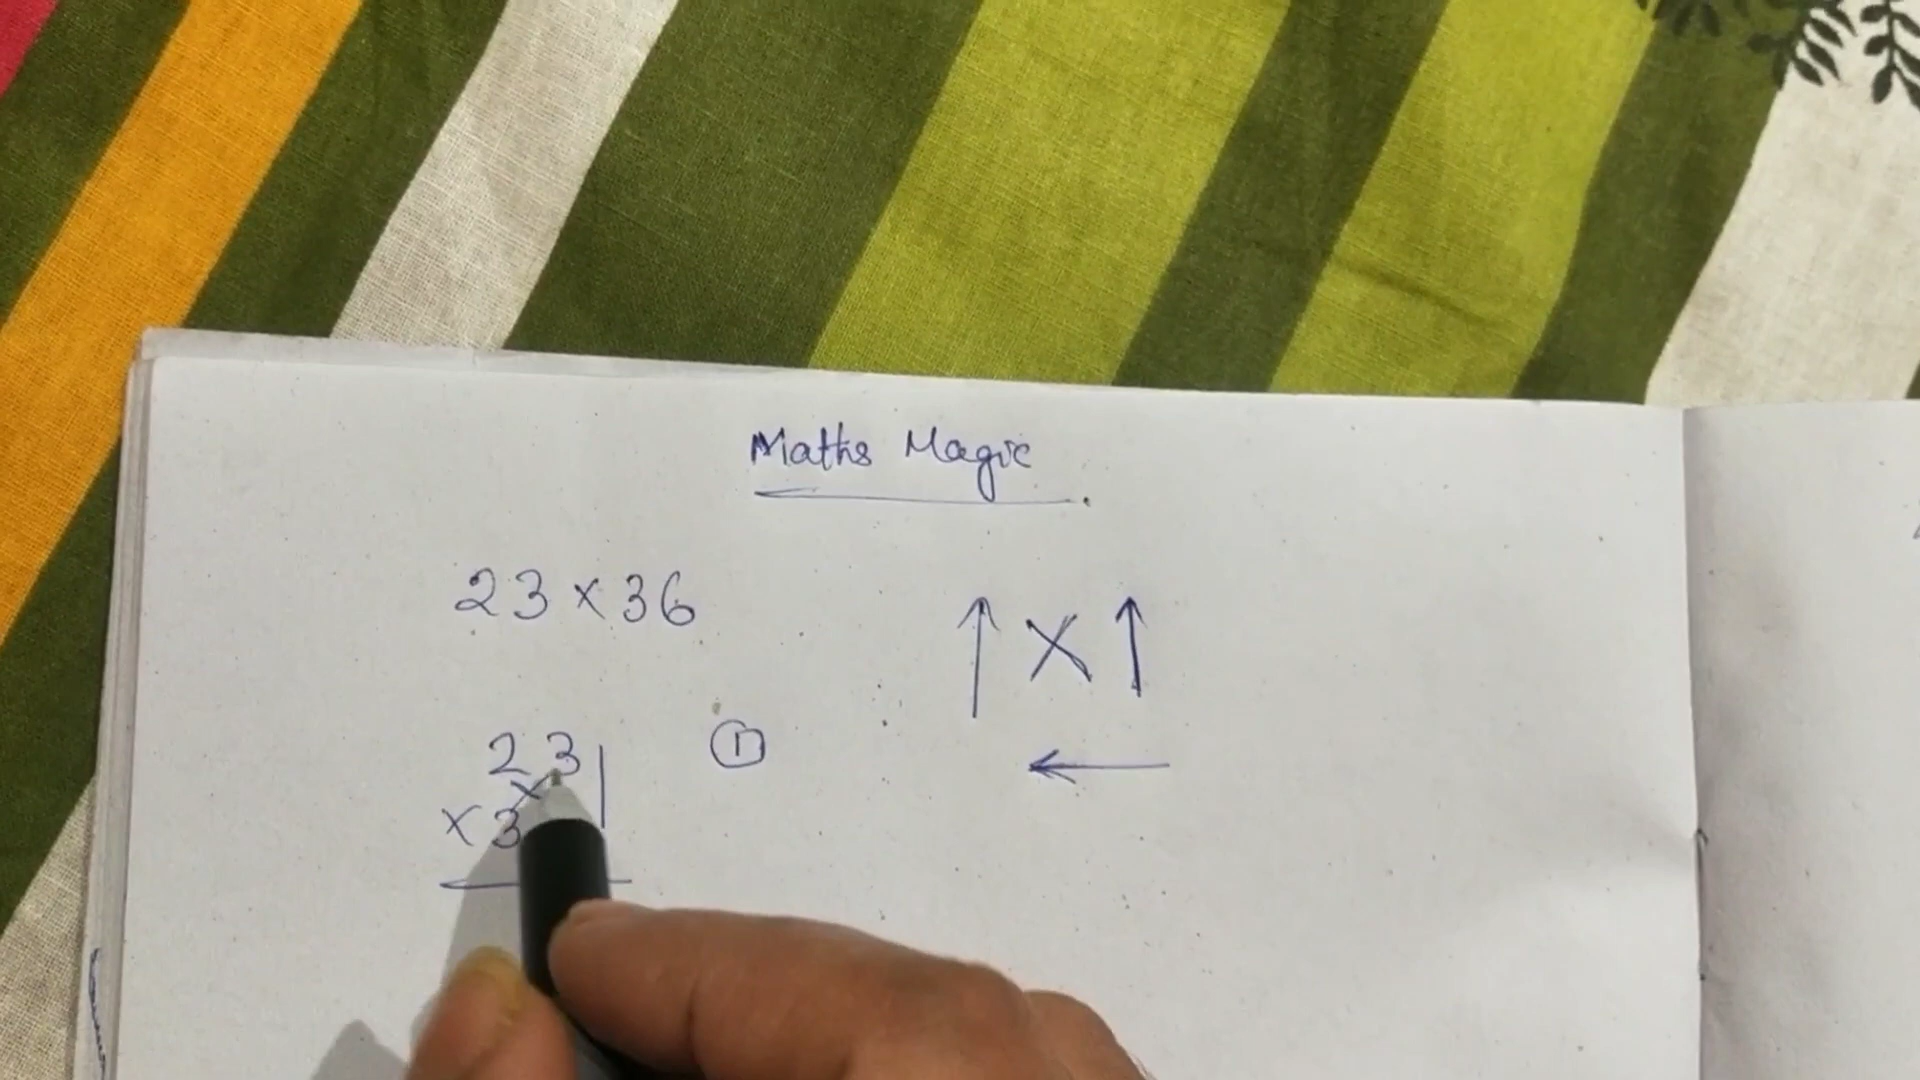 Maths Magic
23 × 36
↑ X ↑
←
23
× 3
①